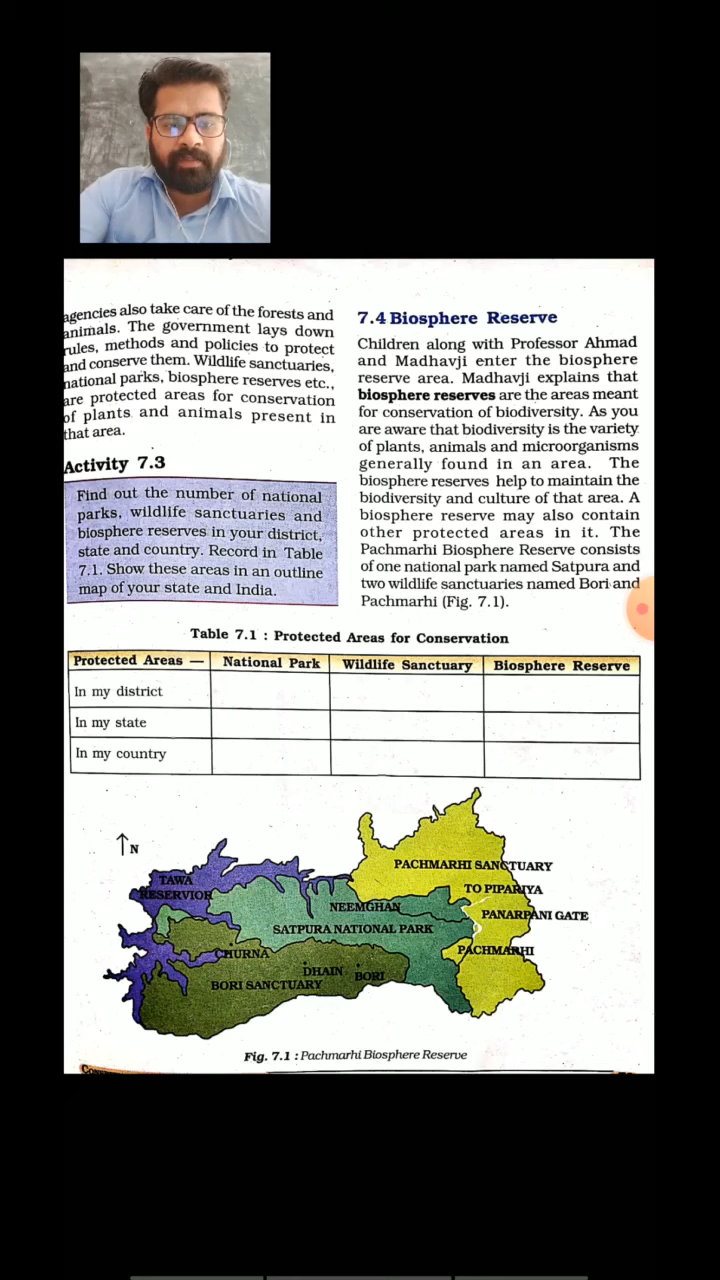 agencies also take care of the forests and
animals. The government lays down
rules, methods and policies to protect
and conserve them. Wildlife sanctuaries,
national parks, biosphere reserves etc.,
are protected areas for conservation
of plants and animals present in
that area.
Activity 7.3
Find out the number of national
parks, wildlife sanctuaries and
biosphere reserves in your district,
state and country. Record in Table
7.1. Show these areas in an outline
map of your state and India.
7.4 Biosphere Reserve
Children along with Professor Ahmad
and Madhavji enter the biosphere
reserve area. Madhavji explains that
biosphere reserves are the areas meant
for conservation of biodiversity. As you
are aware that biodiversity is the variety
of plants, animals and microorganisms
generally found in an area. The
biosphere reserves help to maintain the
biodiversity and culture of that area. A
biosphere reserve may also contain
other protected areas in it. The
Pachmarhi Biosphere Reserve consists
of one national park named Satpura and
two wildlife sanctuaries named Bori and
Pachmarhi (Fig. 7.1).
Table 7.1 : Protected Areas for Conservation
Protected Areas — National Park Wildlife Sanctuary Biosphere Reserve
In my district
In my state
In my country
N
PACHMARHI SANCTUARY
TAWA
RESERVIOR
TO PIPARIYA
NEEMGHAN
PANARPANI GATE
SATPURA NATIONAL PARK
CHURNA
PACHMARHI
DHAIN
BORI
BORI SANCTUARY
Fig. 7.1 : Pachmarhi Biosphere Reserve